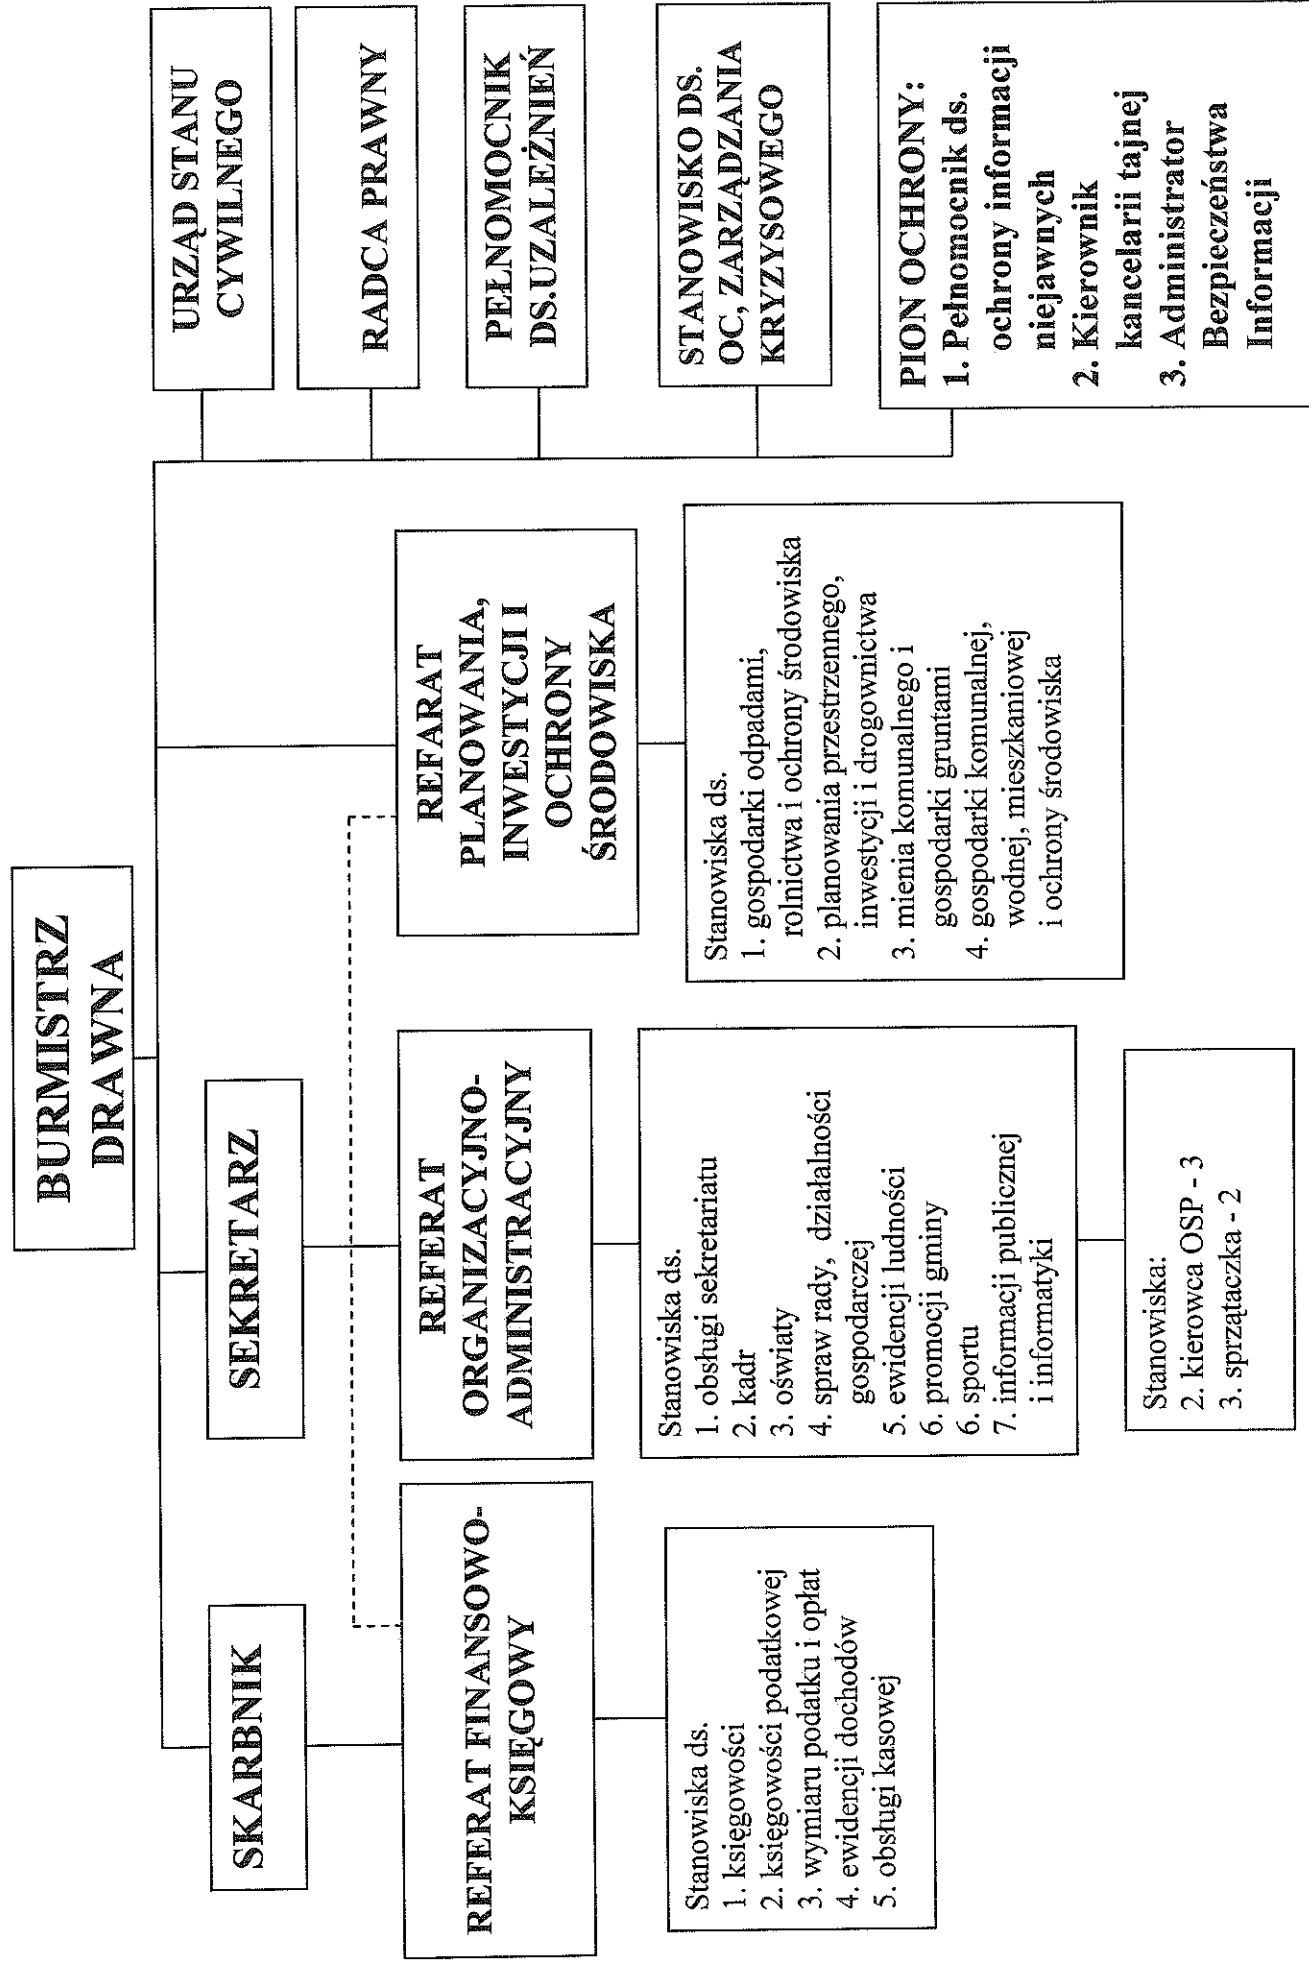 BURMISTRZ
DRAWNA
SKARBNIK
SEKRETARZ
REFERAT FINANSOWO-
KSIĘGOWY
REFERAT
ORGANIZACYJNO-
ADMINISTRACYJNY
REFARAT
PLANOWANIA,
INWESTYCJI I
OCHRONY
ŚRODOWISKA
Stanowiska ds.
1. księgowości
2. księgowości podatkowej
3. wymiaru podatku i opłat
4. ewidencji dochodów
5. obsługi kasowej
Stanowiska ds.
1. obsługi sekretariatu
2. kadr
3. oświaty
4. spraw rady, działalności
gospodarczej
5. ewidencji ludności
6. promocji gminy
6. sportu
7. informacji publicznej
i informatyki
Stanowiska:
2. kierowca OSP - 3
3. sprzątaczka - 2
Stanowiska ds.
1. gospodarki odpadami,
rolnictwa i ochrony środowiska
2. planowania przestrzennego,
inwestycji i drogownictwa
3. mienia komunalnego i
gospodarki gruntami
4. gospodarki komunalnej,
wodnej, mieszkaniowej
i ochrony środowiska
URZĄD STANU
CYWILNEGO
RADCA PRAWNY
PEŁNOMOCNIK
DS.UZALEŻNIEŃ
STANOWISKO DS.
OC, ZARZĄDZANIA
KRYZYSOWEGO
PION OCHRONY:
1. Pełnomocnik ds.
ochrony informacji
niejawnych
2. Kierownik
kancelarii tajnej
3. Administrator
Bezpieczeństwa
Informacji